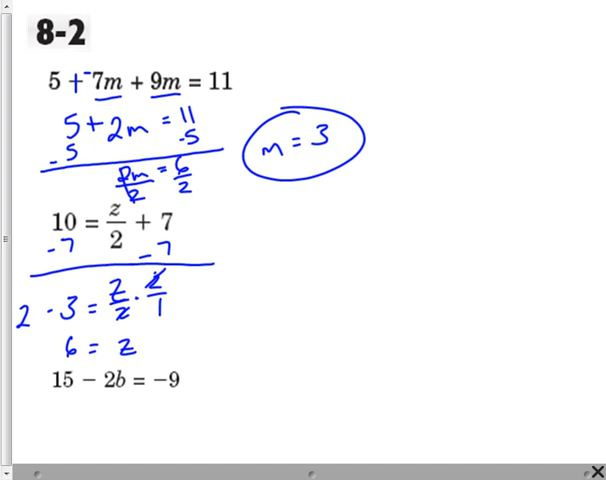 8-2
5 + -7m + 9m = 11
5 + 2m = 11
-5 -5
2m/2 = 6/2
m = 3
10 = z/2 + 7
-7 -7
2 · 3 = z/2 · 2/1
6 = z
15 − 2b = −9